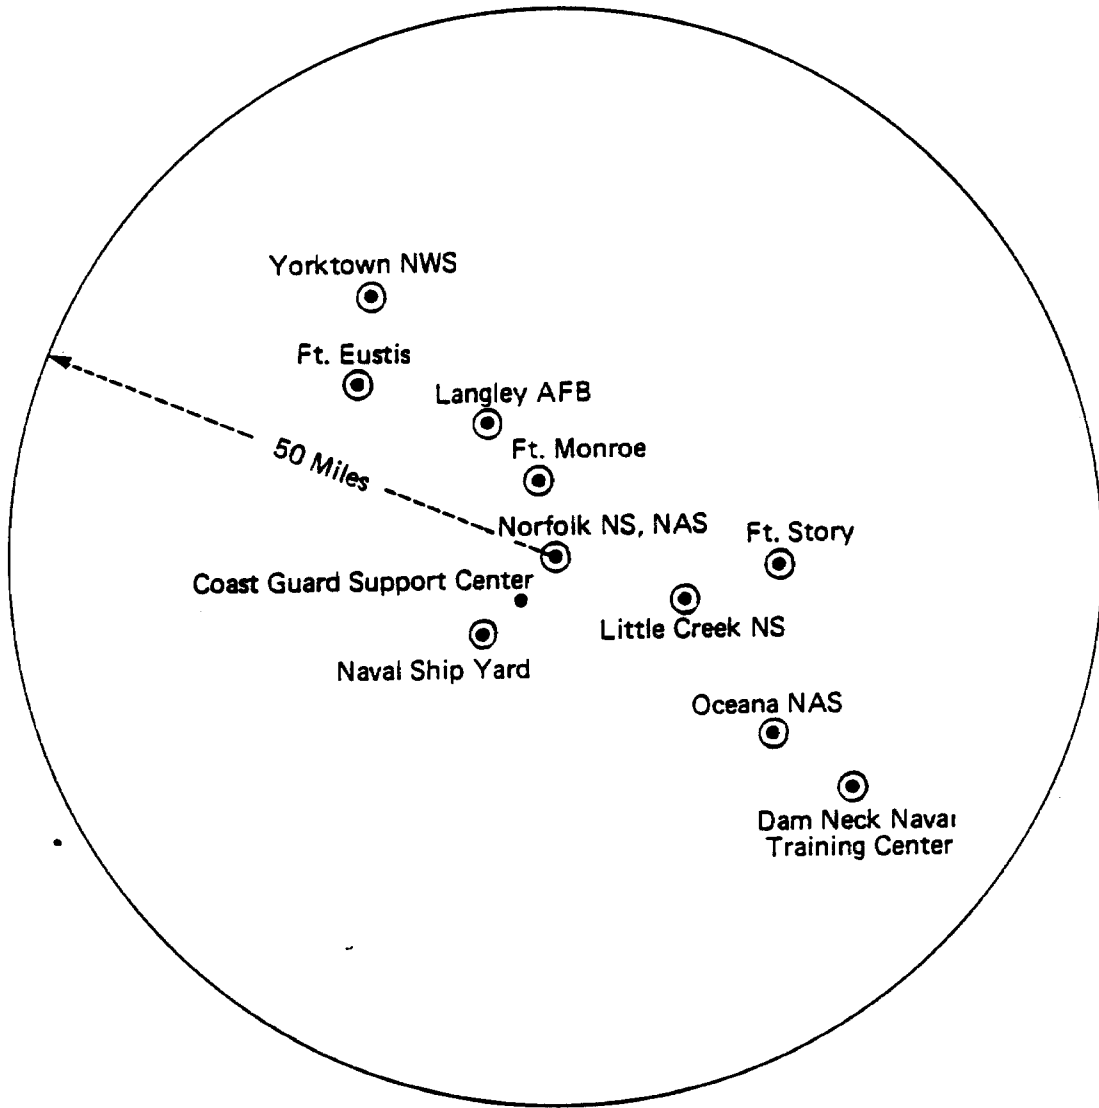 Yorktown NWS
Ft. Eustis
Langley AFB
50 Miles
Ft. Monroe
Norfolk NS, NAS
Ft. Story
Coast Guard Support Center
Little Creek NS
Naval Ship Yard
Oceana NAS
Dam Neck Naval
Training Center